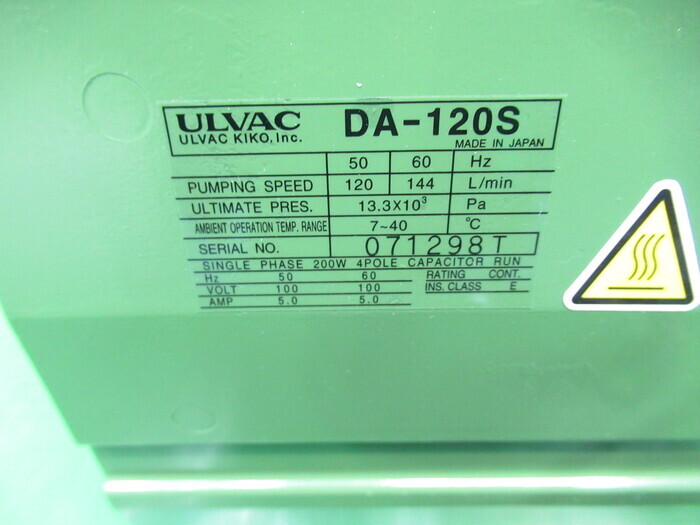 ULVAC DA-120S
ULVAC KIKO, Inc. MADE IN JAPAN
50 60 Hz
PUMPING SPEED 120 144 L/min
ULTIMATE PRES. 13.3X10³ Pa
AMBIENT OPERATION TEMP. RANGE 7~40 °C
SERIAL NO. 071298T
SINGLE PHASE 200W 4POLE CAPACITOR RUN
Hz 50 60 RATING CONT.
VOLT 100 100 INS. CLASS E
AMP 5.0 5.0